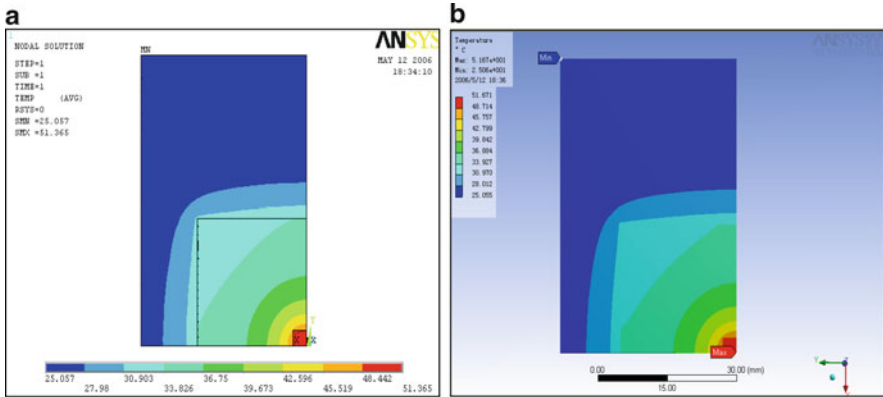 a
1
NODAL SOLUTION
STEP=1
SUB =1
TIME=1
TEMP (AVG)
RSYS=0
SMN =25.057
SMX =51.365
MN
ANSYS
MAY 12 2006
18:34:10
Y
X X
25.057 30.903 36.75 42.596 48.442
27.98 33.826 39.673 45.519 51.365
b
Temperature
° C
Max: 5.167e+001
Min: 2.506e+001
2006/5/12 18:36
51.671
48.714
45.757
42.799
39.842
36.884
33.927
30.970
28.012
25.055
Min
ANSYS
Max
0.00 30.00 (mm)
15.00
Y
Z
X